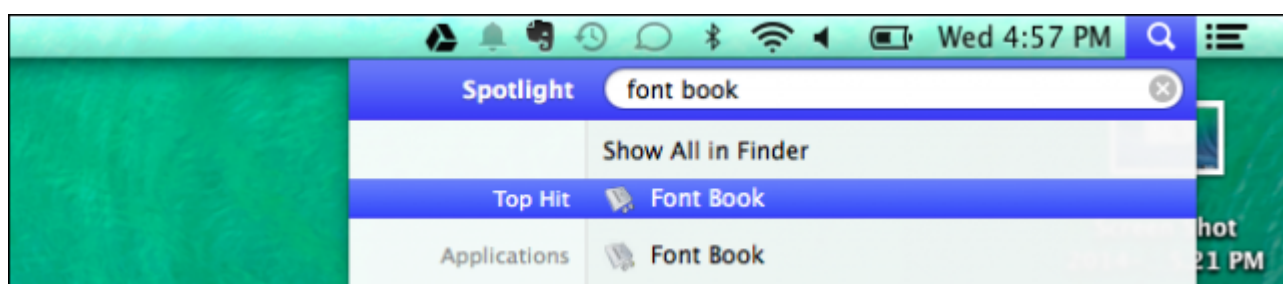 Wed 4:57 PM
Spotlight font book
Show All in Finder
Top Hit Font Book
Applications Font Book
hot
21 PM